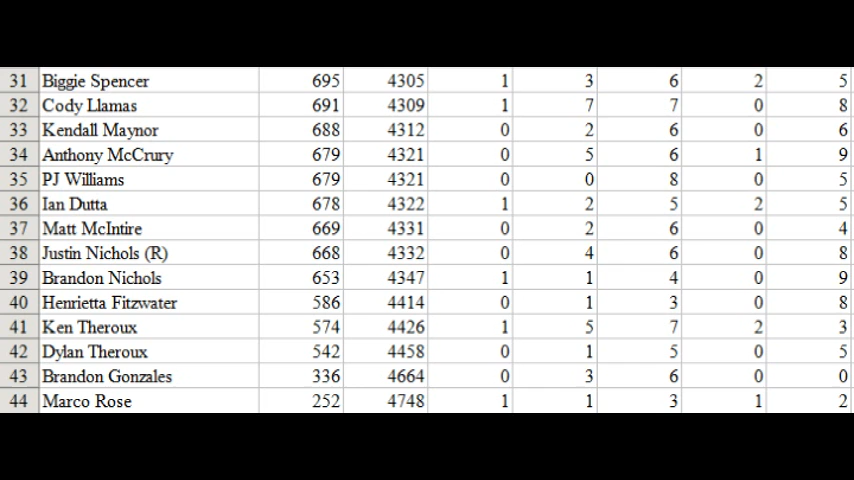 31 Biggie Spencer 695 4305 1 3 6 2 5
32 Cody Llamas 691 4309 1 7 7 0 8
33 Kendall Maynor 688 4312 0 2 6 0 6
34 Anthony McCrury 679 4321 0 5 6 1 9
35 PJ Williams 679 4321 0 0 8 0 5
36 Ian Dutta 678 4322 1 2 5 2 5
37 Matt McIntire 669 4331 0 2 6 0 4
38 Justin Nichols (R) 668 4332 0 4 6 0 8
39 Brandon Nichols 653 4347 1 1 4 0 9
40 Henrietta Fitzwater 586 4414 0 1 3 0 8
41 Ken Theroux 574 4426 1 5 7 2 3
42 Dylan Theroux 542 4458 0 1 5 0 5
43 Brandon Gonzales 336 4664 0 3 6 0 0
44 Marco Rose 252 4748 1 1 3 1 2